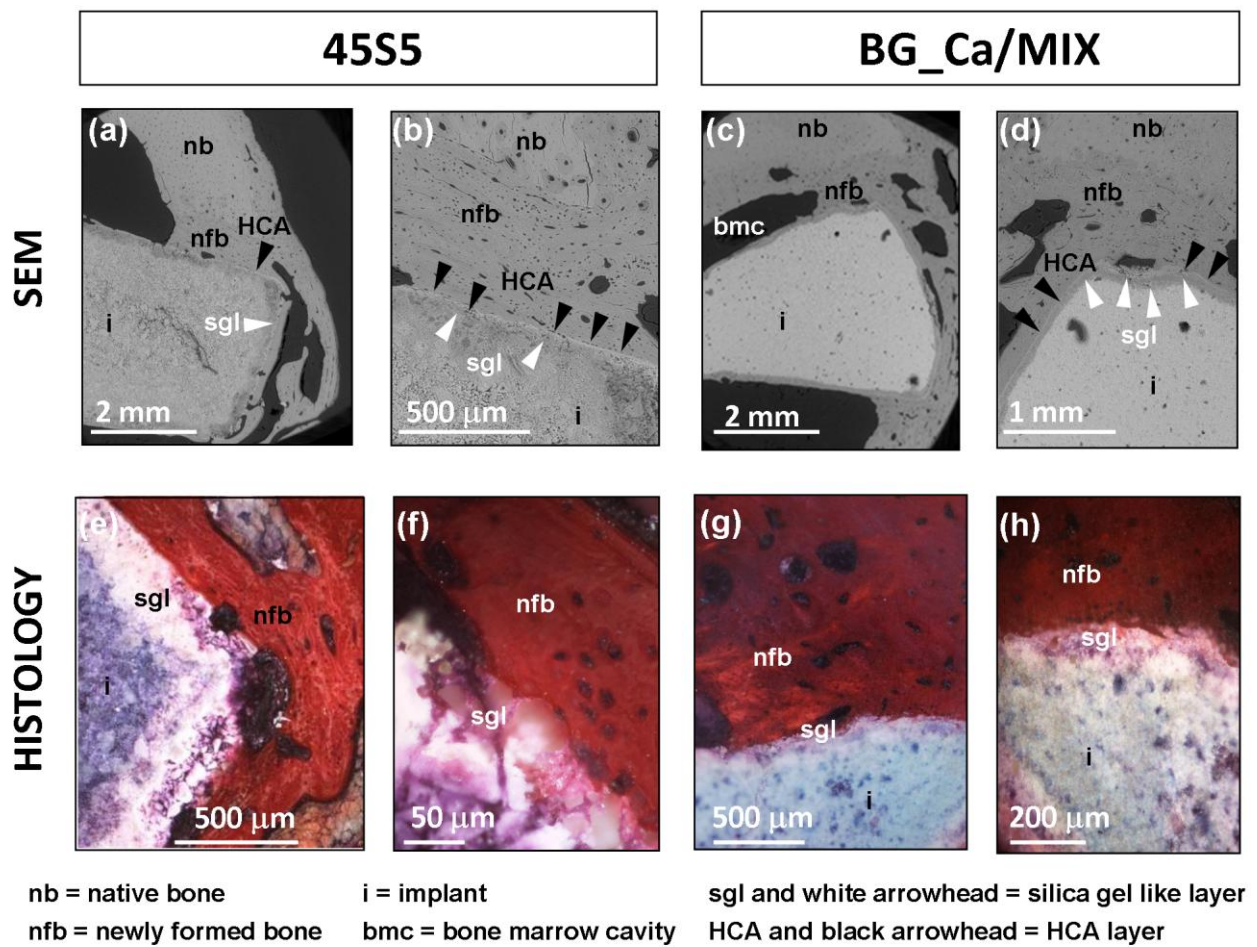 45S5
BG_Ca/MIX
SEM
(a)
nb
nfb
HCA
i
sgl
2 mm
(b)
nb
nfb
HCA
sgl
i
500 μm
(c)
nb
nfb
bmc
i
2 mm
(d)
nb
nfb
HCA
sgl
i
1 mm
HISTOLOGY
(e)
sgl
nfb
i
500 μm
(f)
nfb
sgl
50 μm
(g)
nfb
sgl
i
500 μm
(h)
nfb
sgl
i
200 μm
nb = native bone
i = implant
sgl and white arrowhead = silica gel like layer
nfb = newly formed bone
bmc = bone marrow cavity
HCA and black arrowhead = HCA layer